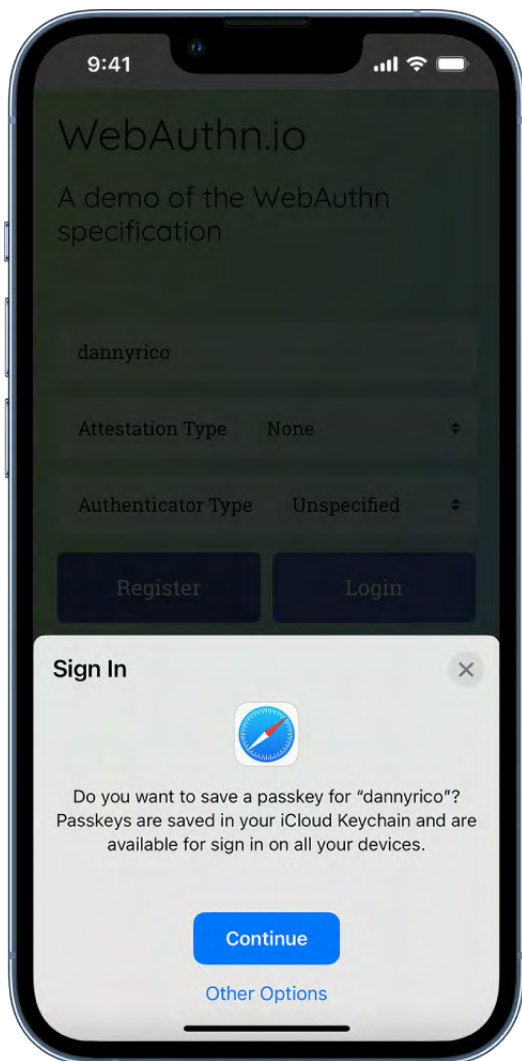 9:41
WebAuthn.io
A demo of the WebAuthn
specification
dannyrico
Attestation Type None
Authenticator Type Unspecified
Register Login
Sign In
Do you want to save a passkey for “dannyrico”?
Passkeys are saved in your iCloud Keychain and are
available for sign in on all your devices.
Continue
Other Options